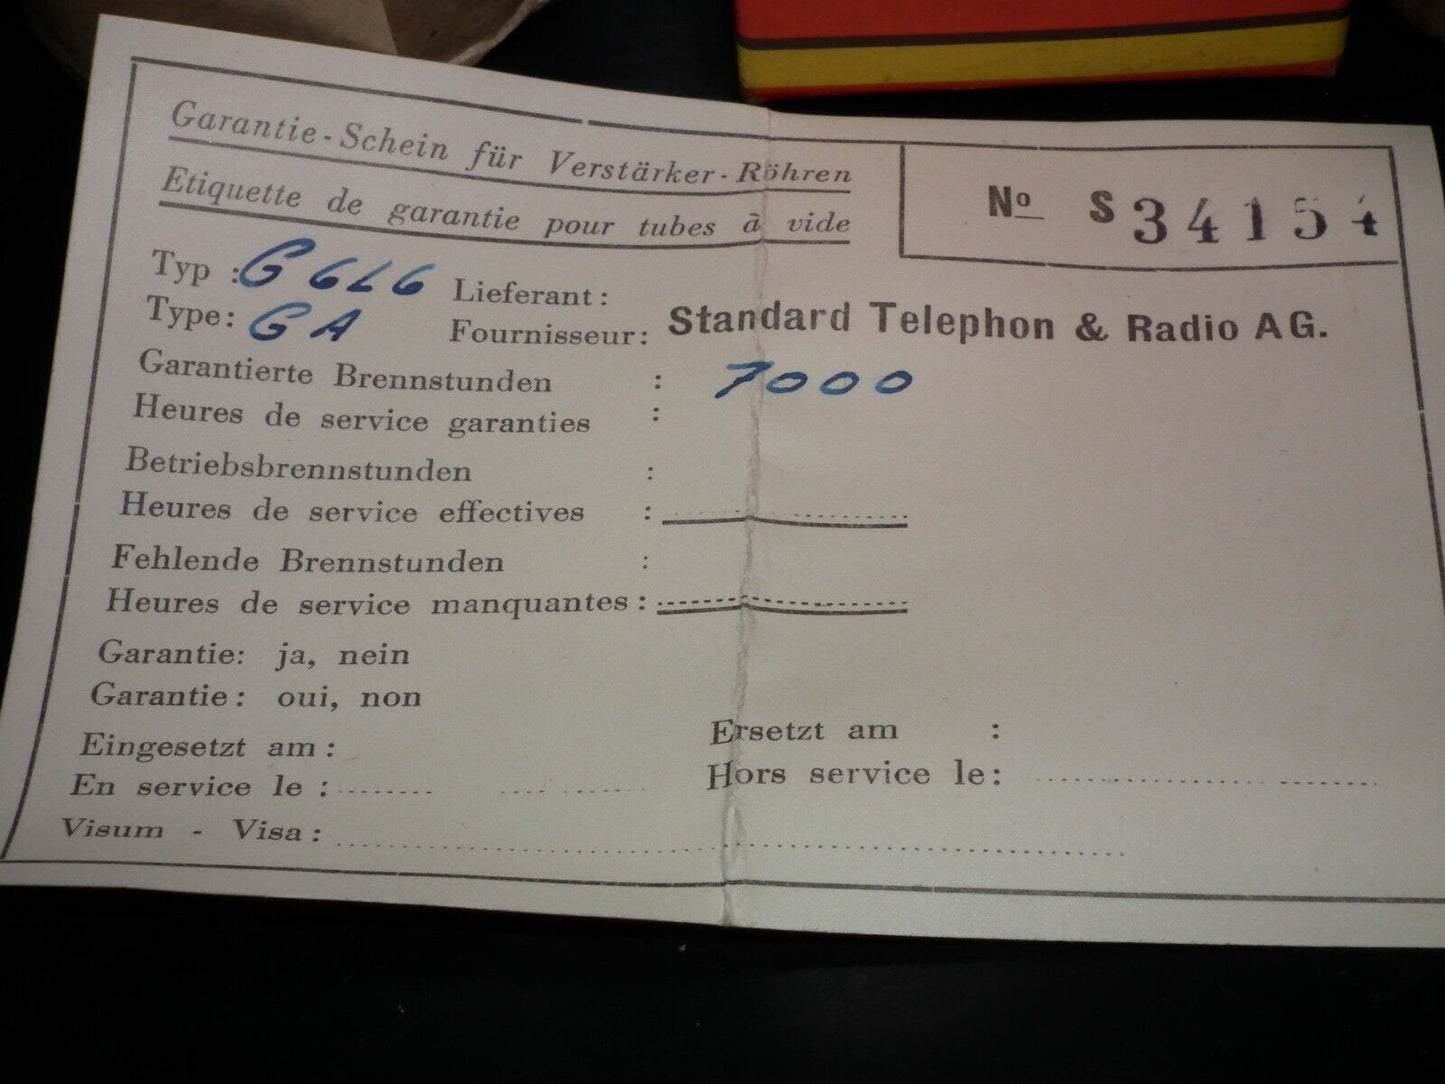 Garantie-Schein für Verstärker-Röhren
Etiquette de garantie pour tubes à vide
Nº S 34154
Typ : G 6L6
Type: GA
Lieferant :
Fournisseur: Standard Telephon & Radio AG.
Garantierte Brennstunden : 7000
Heures de service garanties :
Betriebsbrennstunden :
Heures de service effectives :
Fehlende Brennstunden :
Heures de service manquantes :
Garantie: ja, nein
Garantie: oui, non
Eingesetzt am : Ersetzt am :
En service le : Hors service le:
Visum - Visa :